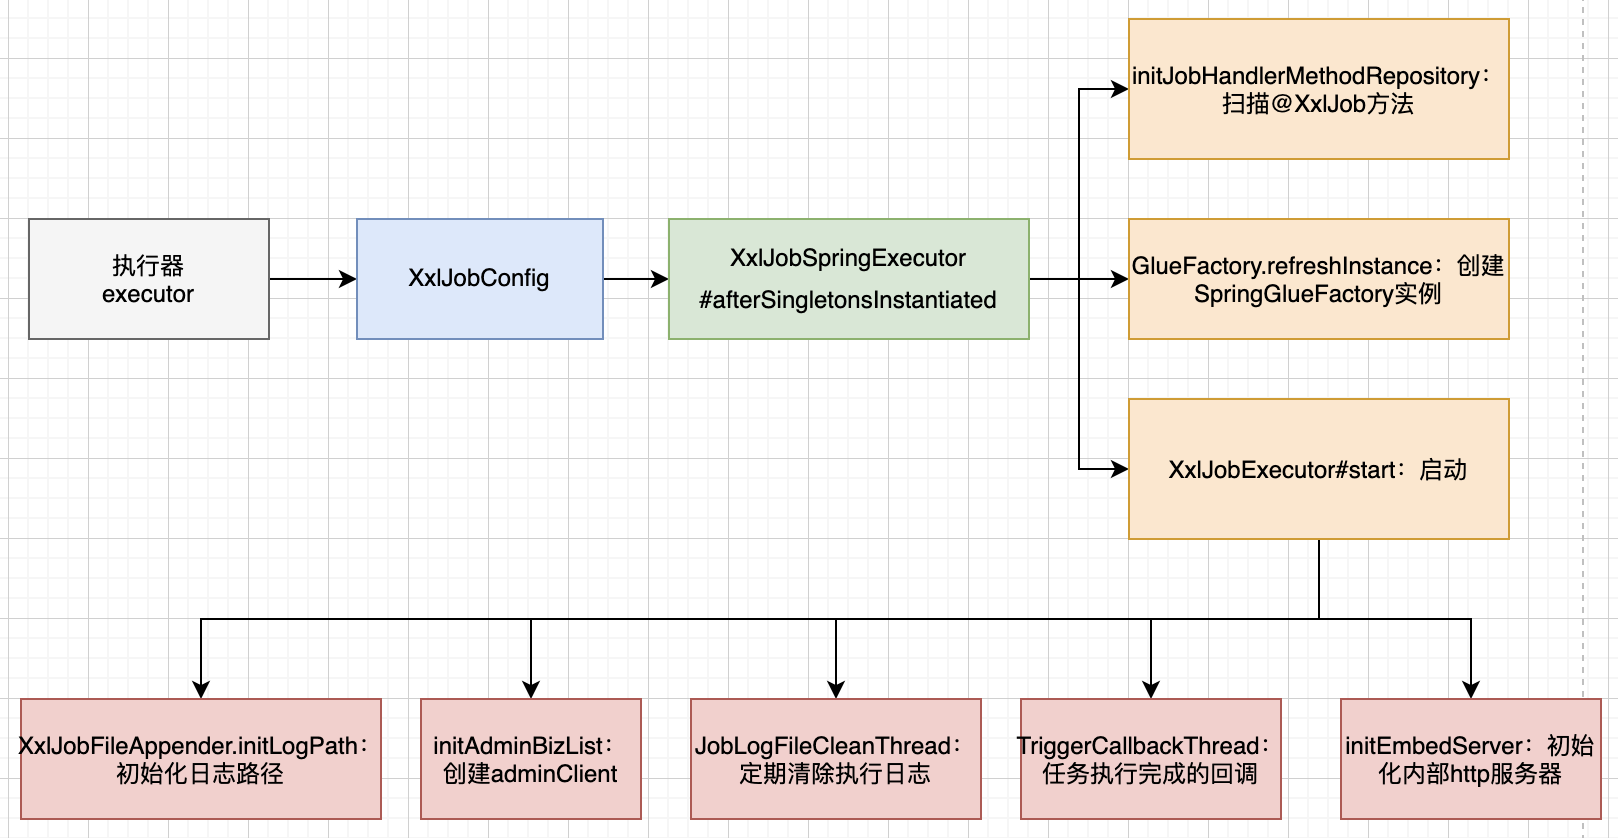 initJobHandlerMethodRepository：
扫描@XxlJob方法
执行器
executor
XxlJobConfig
XxlJobSpringExecutor
#afterSingletonsInstantiated
GlueFactory.refreshInstance：创建
SpringGlueFactory实例
XxlJobExecutor#start：启动
XxlJobFileAppender.initLogPath：
初始化日志路径
initAdminBizList：
创建adminClient
JobLogFileCleanThread：
定期清除执行日志
TriggerCallbackThread：
任务执行完成的回调
initEmbedServer：初始
化内部http服务器